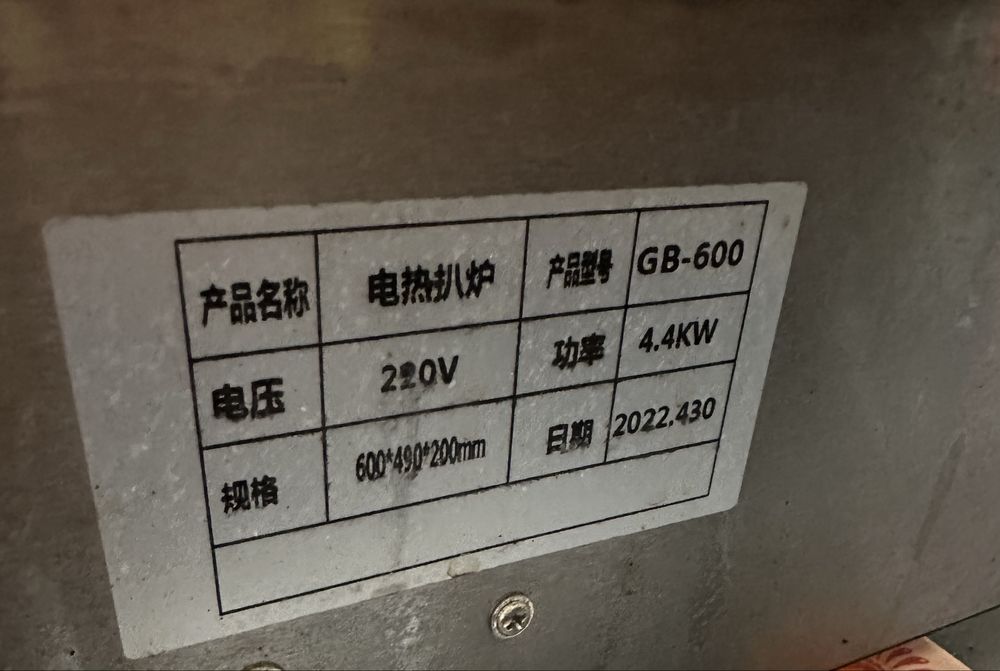 产品名称 电热扒炉 产品型号 GB-600
电压 220V 功率 4.4KW
规格 600*490*200mm 日期 2022.430